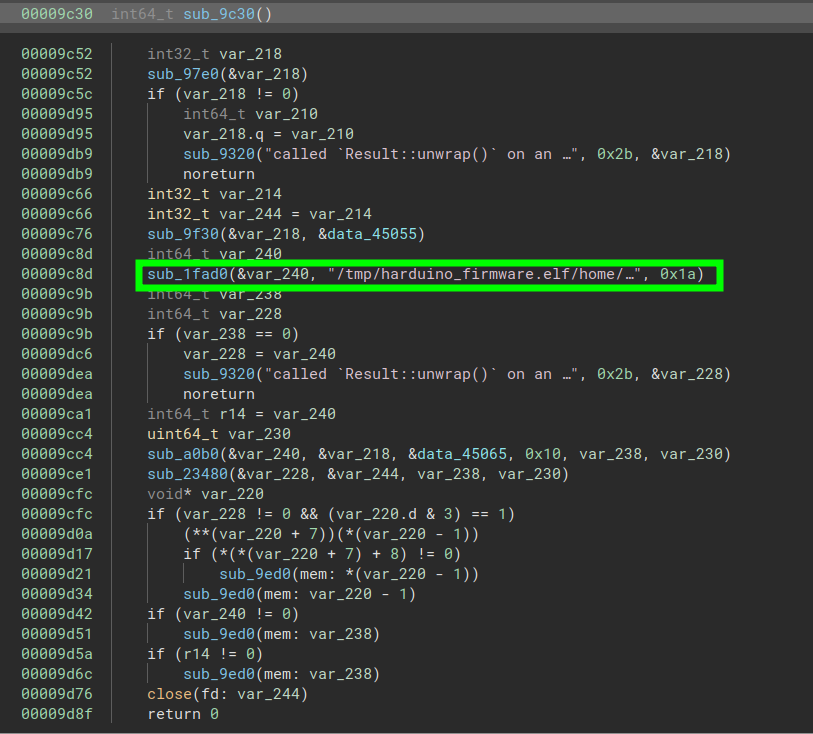 00009c30 int64_t sub_9c30()
00009c52 int32_t var_218
00009c52 sub_97e0(&var_218)
00009c5c if (var_218 != 0)
00009d95 int64_t var_210
00009d95 var_218.q = var_210
00009db9 sub_9320("called `Result::unwrap()` on an …", 0x2b, &var_218)
00009db9 noreturn
00009c66 int32_t var_214
00009c66 int32_t var_244 = var_214
00009c76 sub_9f30(&var_218, &data_45055)
00009c8d int64_t var_240
00009c8d sub_1fad0(&var_240, "/tmp/harduino_firmware.elf/home/…", 0x1a)
00009c9b int64_t var_238
00009c9b int64_t var_228
00009c9b if (var_238 == 0)
00009dc6 var_228 = var_240
00009dea sub_9320("called `Result::unwrap()` on an …", 0x2b, &var_228)
00009dea noreturn
00009ca1 int64_t r14 = var_240
00009cc4 uint64_t var_230
00009cc4 sub_a0b0(&var_240, &var_218, &data_45065, 0x10, var_238, var_230)
00009ce1 sub_23480(&var_228, &var_244, var_238, var_230)
00009cfc void* var_220
00009cfc if (var_228 != 0 && (var_220.d & 3) == 1)
00009d0a (**(var_220 + 7))(*(var_220 - 1))
00009d17 if (*(*(var_220 + 7) + 8) != 0)
00009d21 sub_9ed0(mem: *(var_220 - 1))
00009d34 sub_9ed0(mem: var_220 - 1)
00009d42 if (var_240 != 0)
00009d51 sub_9ed0(mem: var_238)
00009d5a if (r14 != 0)
00009d6c sub_9ed0(mem: var_238)
00009d76 close(fd: var_244)
00009d8f return 0